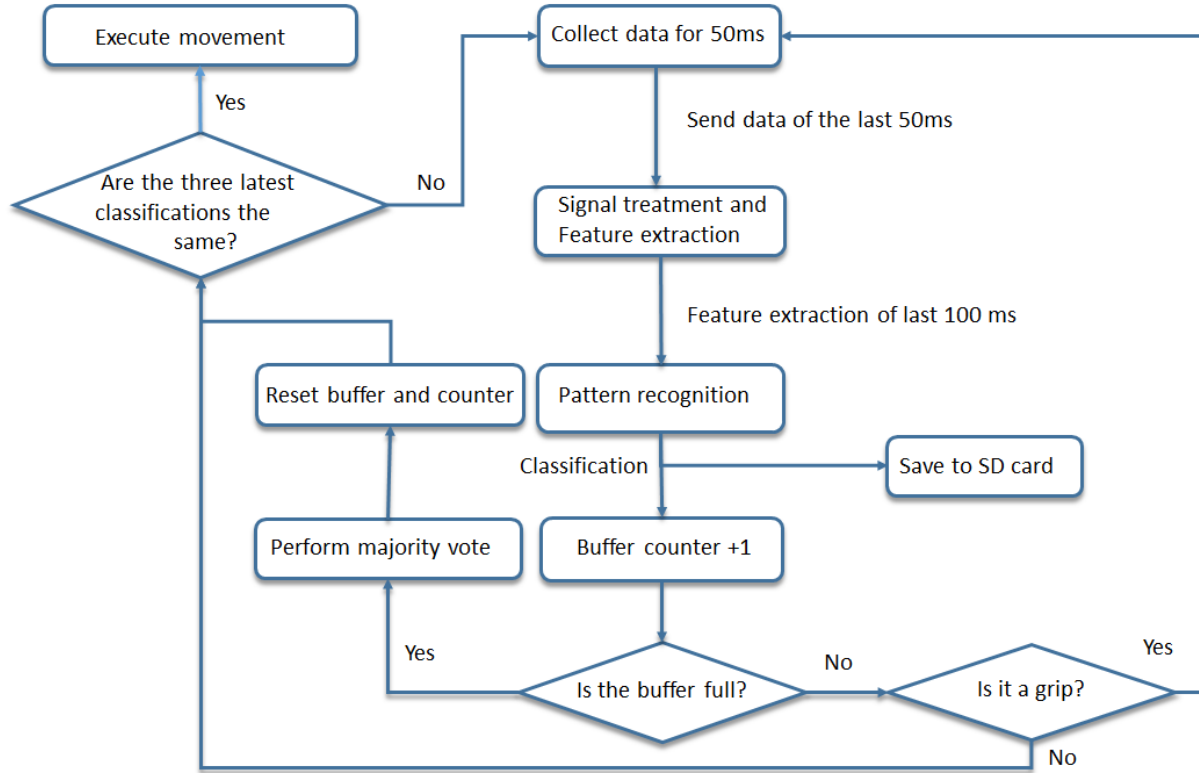 Execute movement
Collect data for 50ms
Yes
Send data of the last 50ms
Are the three latest
classifications the
same?
No
Signal treatment and
Feature extraction
Feature extraction of last 100 ms
Reset buffer and counter
Pattern recognition
Classification
Save to SD card
Perform majority vote
Buffer counter +1
Yes
Is the buffer full?
No
Is it a grip?
Yes
No